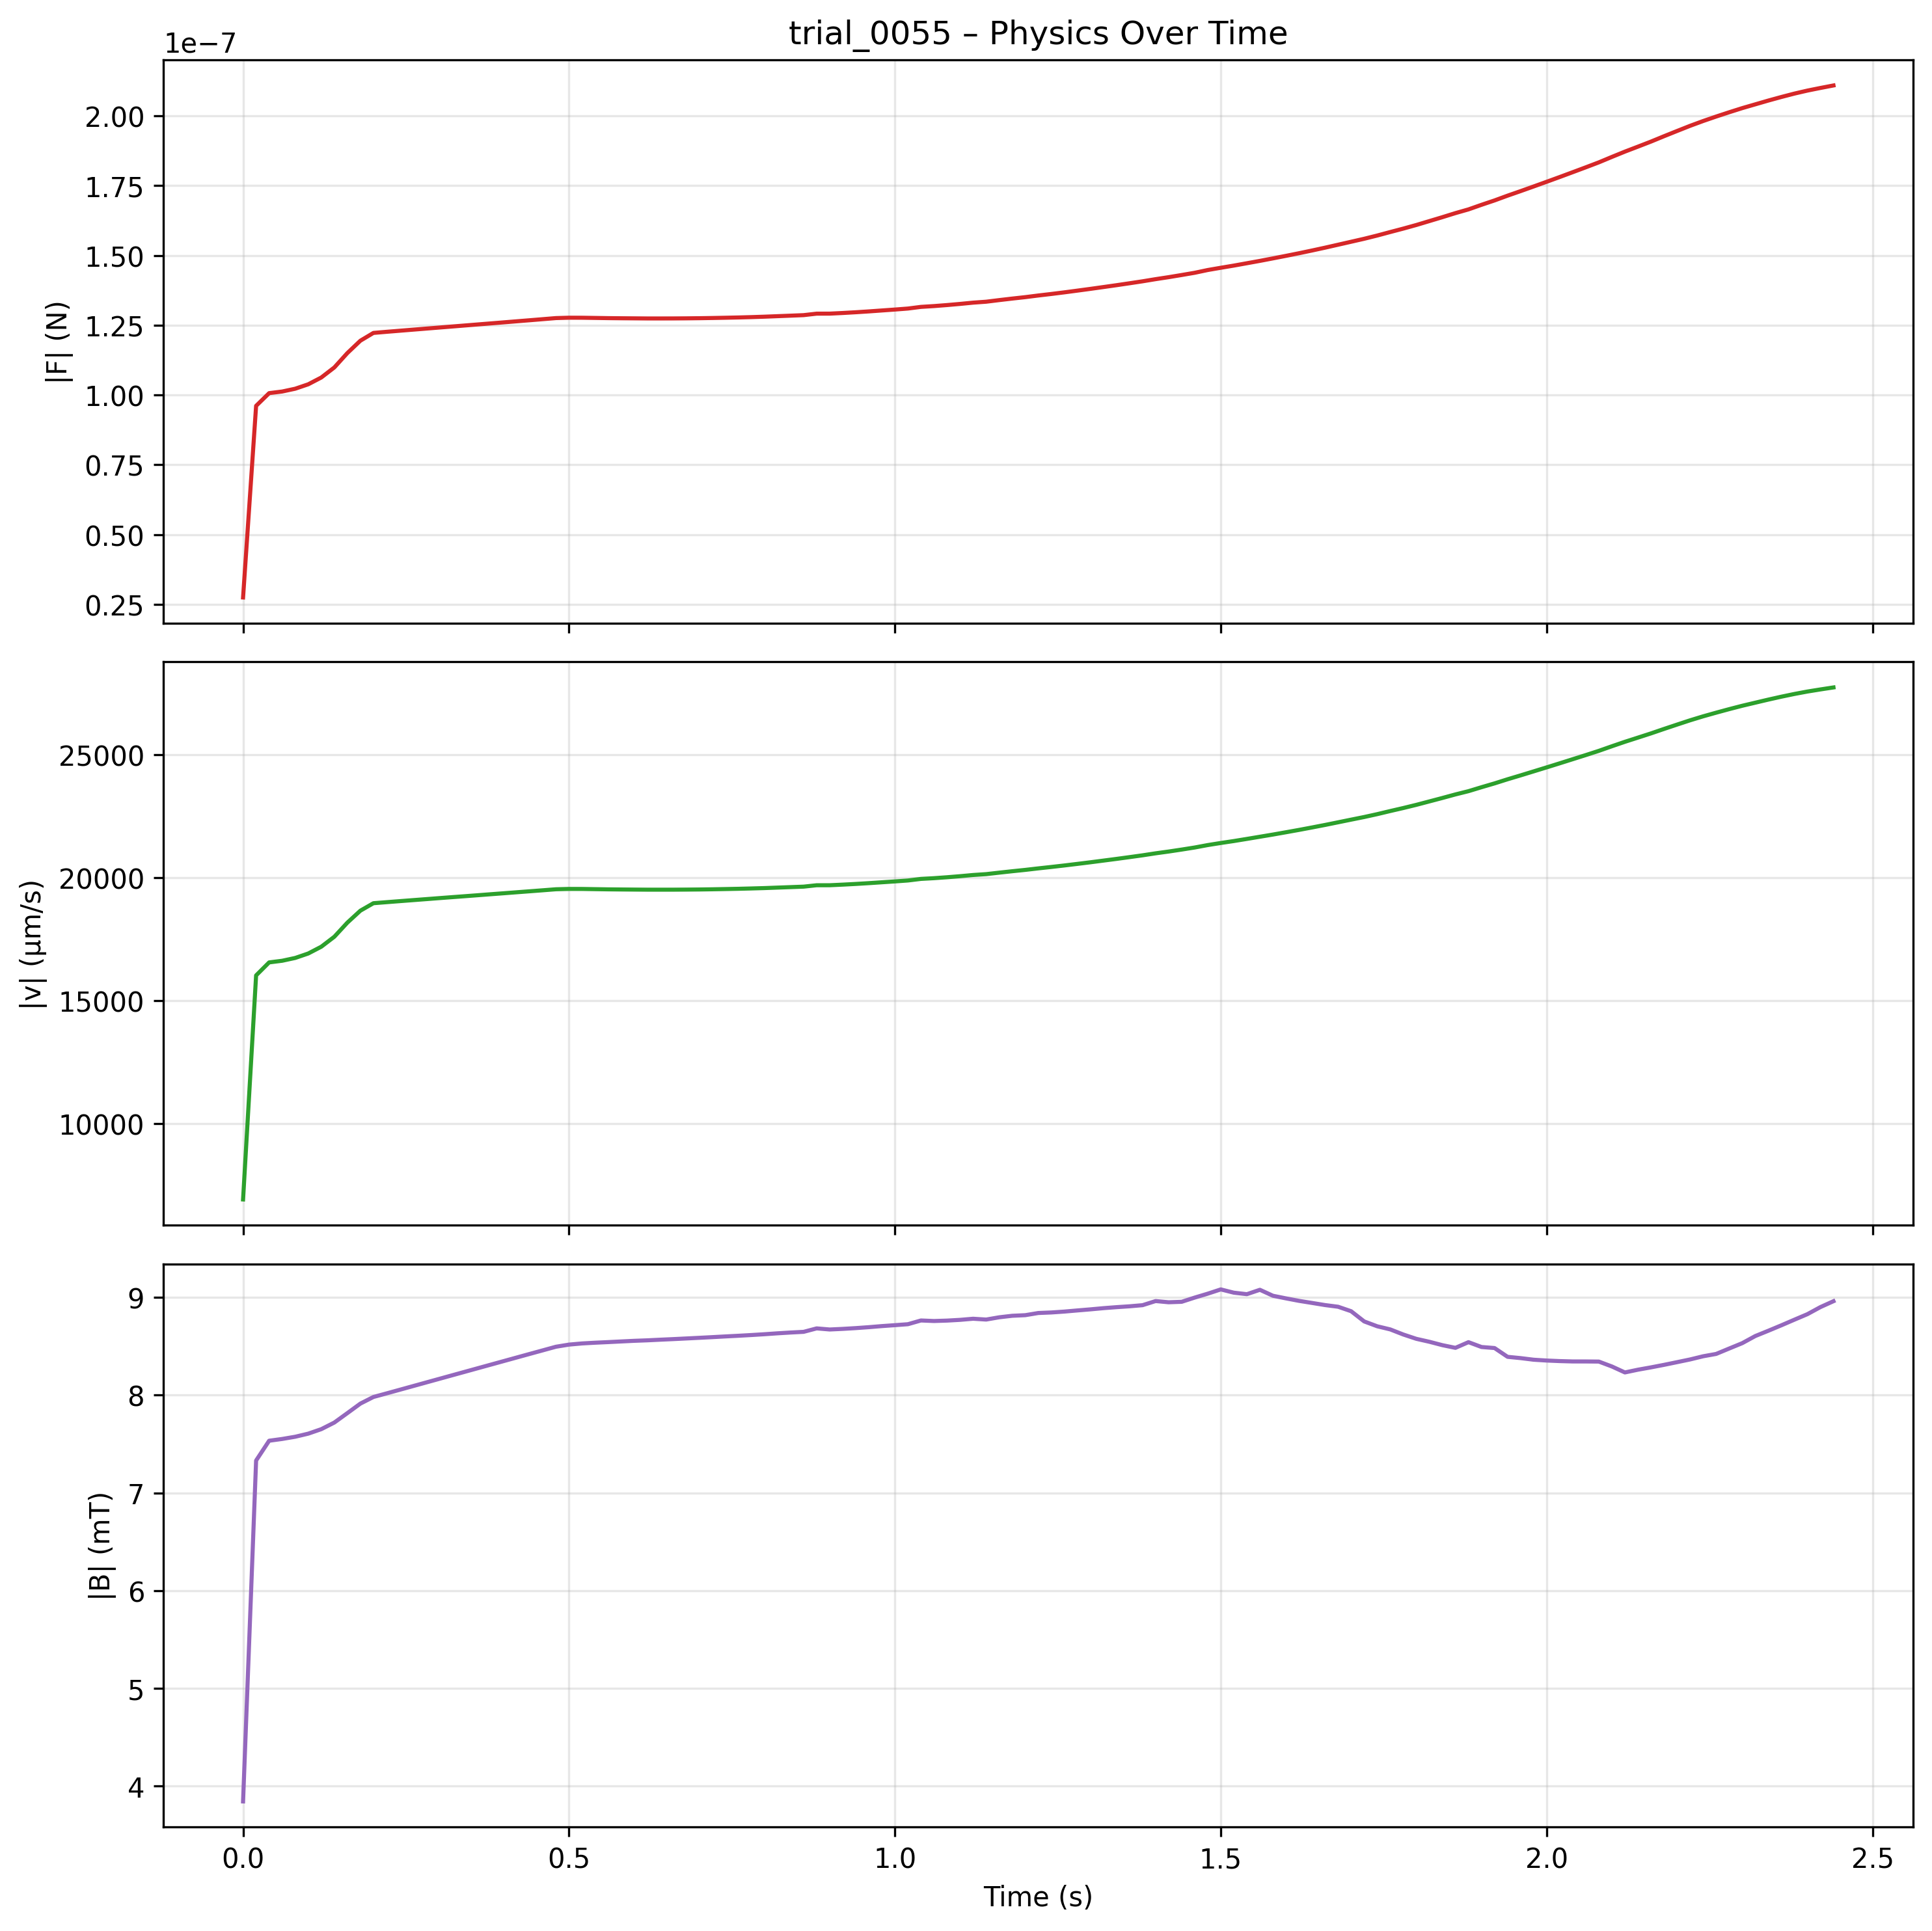 trial_0055 – Physics Over Time
1e−7
|F| (N)
2.00
1.75
1.50
1.25
1.00
0.75
0.50
0.25
|v| (µm/s)
25000
20000
15000
10000
|B| (mT)
9
8
7
6
5
4
0.0 0.5 1.0 1.5 2.0 2.5
Time (s)